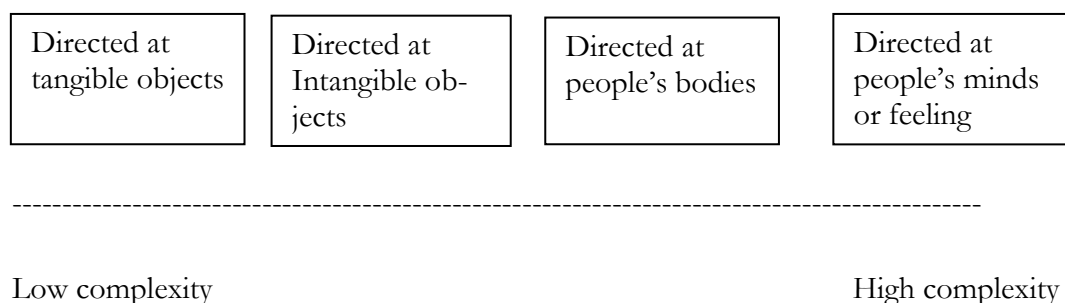 Directed at
tangible objects
Directed at
Intangible ob-
jects
Directed at
people’s bodies
Directed at
people’s minds
or feeling
Low complexity
High complexity